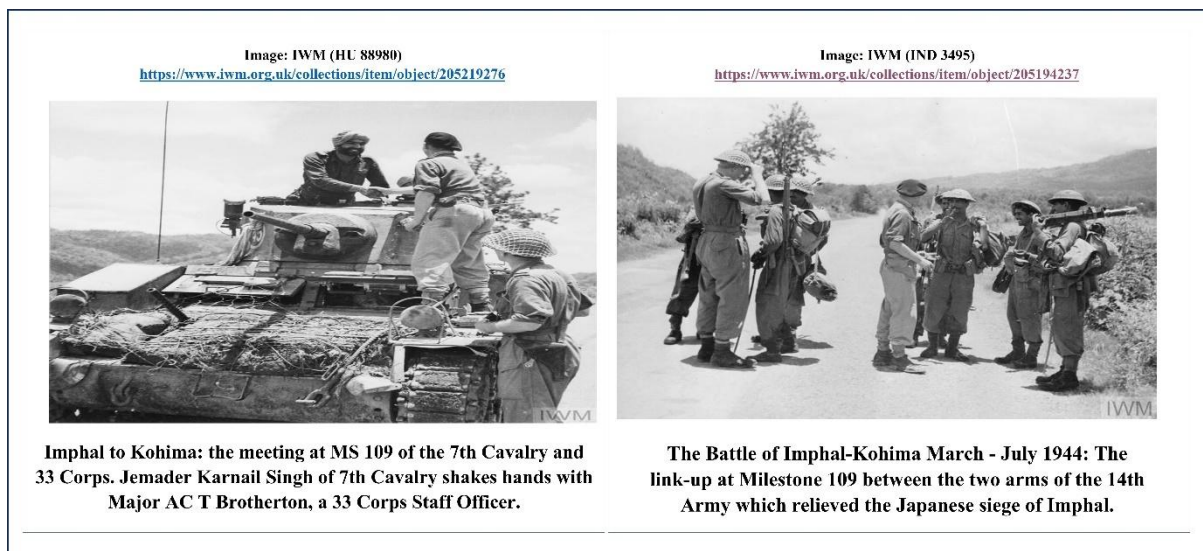 Image: IWM (HU 88980)
https://www.iwm.org.uk/collections/item/object/205219276
IWM
Imphal to Kohima: the meeting at MS 109 of the 7th Cavalry and
33 Corps. Jemader Karnail Singh of 7th Cavalry shakes hands with
Major AC T Brotherton, a 33 Corps Staff Officer.
Image: IWM (IND 3495)
https://www.iwm.org.uk/collections/item/object/205194237
IWM
The Battle of Imphal-Kohima March - July 1944: The
link-up at Milestone 109 between the two arms of the 14th
Army which relieved the Japanese siege of Imphal.